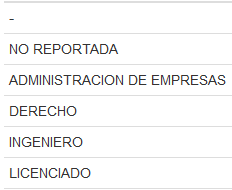 -
NO REPORTADA
ADMINISTRACION DE EMPRESAS
DERECHO
INGENIERO
LICENCIADO